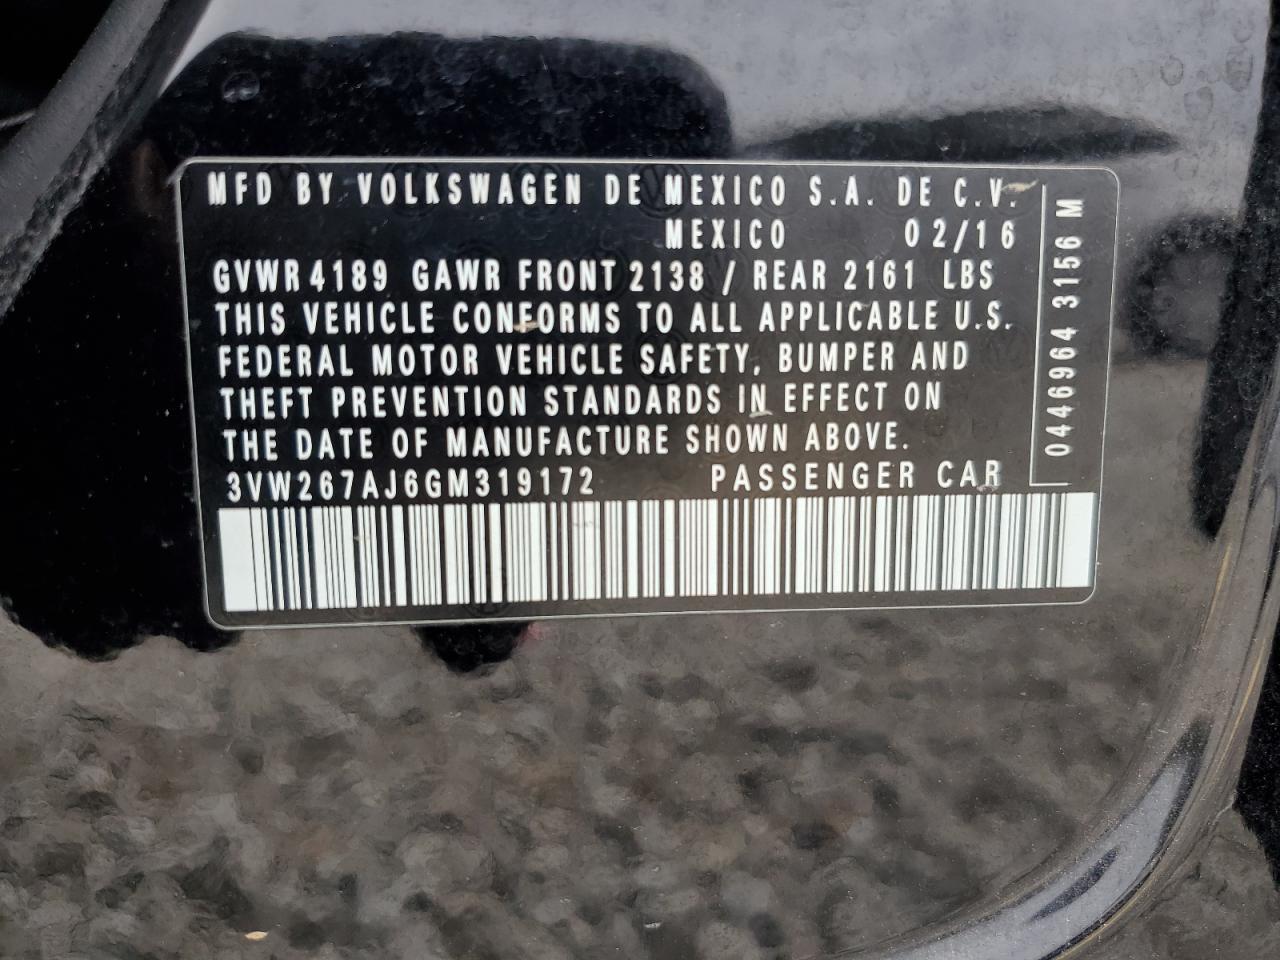 MFD BY VOLKSWAGEN DE MEXICO S.A. DE C.V.
MEXICO 02/16
GVWR 4189 GAWR FRONT 2138 / REAR 2161 LBS
THIS VEHICLE CONFORMS TO ALL APPLICABLE U.S.
FEDERAL MOTOR VEHICLE SAFETY, BUMPER AND
THEFT PREVENTION STANDARDS IN EFFECT ON
THE DATE OF MANUFACTURE SHOWN ABOVE.
3VW267AJ6GM319172 PASSENGER CAR
0446964 3156 M